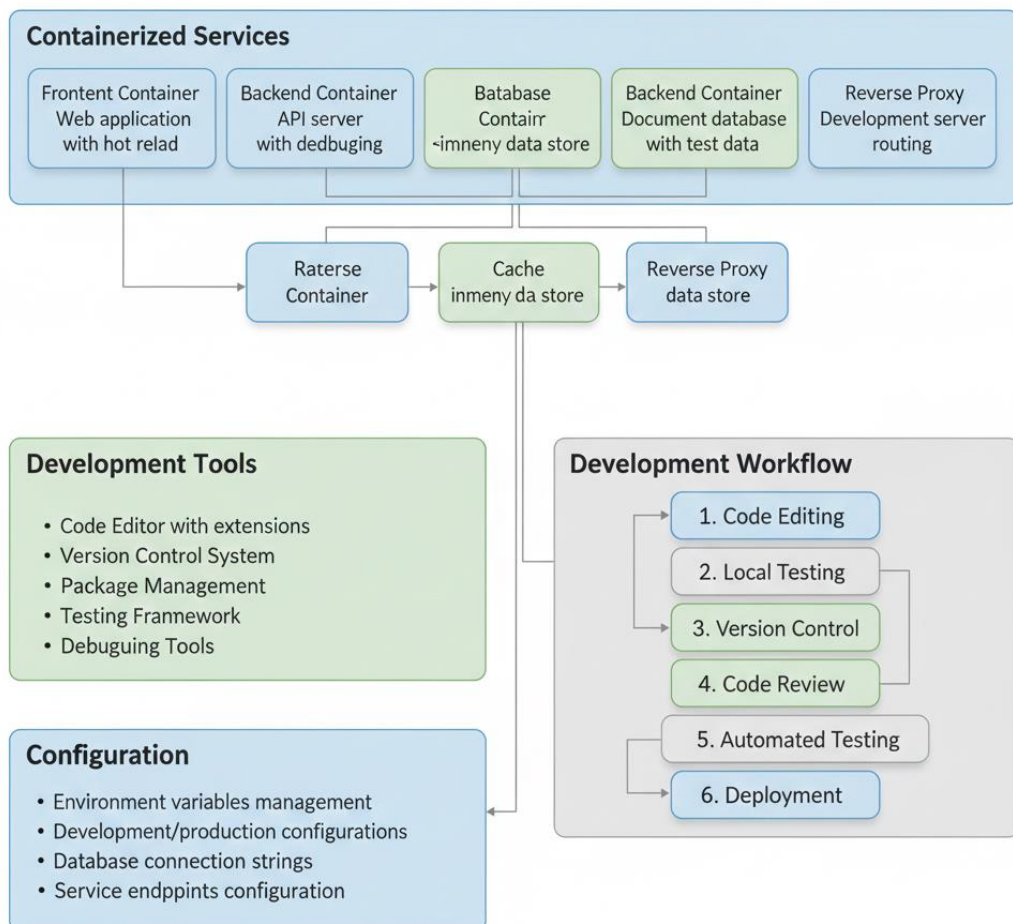 Containerized Services
Frontent Container
Web application
with hot relad
Backend Container
API server
with dedbuging
Batabase
Contairr
-imneny data store
Backend Container
Document database
with test data
Reverse Proxy
Development server
routing
Raterse
Container
Cache
inmeny da store
Reverse Proxy
data store
Development Tools
• Code Editor with extensions
• Version Control System
• Package Management
• Testing Framnework
• Debuguing Tools
Development Workflow
1. Code Editing
2. Local Testing
3. Version Control
4. Code Review
5. Automated Testing
6. Deployment
Configuration
• Environment variables management
• Development/production configurations
• Database connection strings
• Service endppints configuration